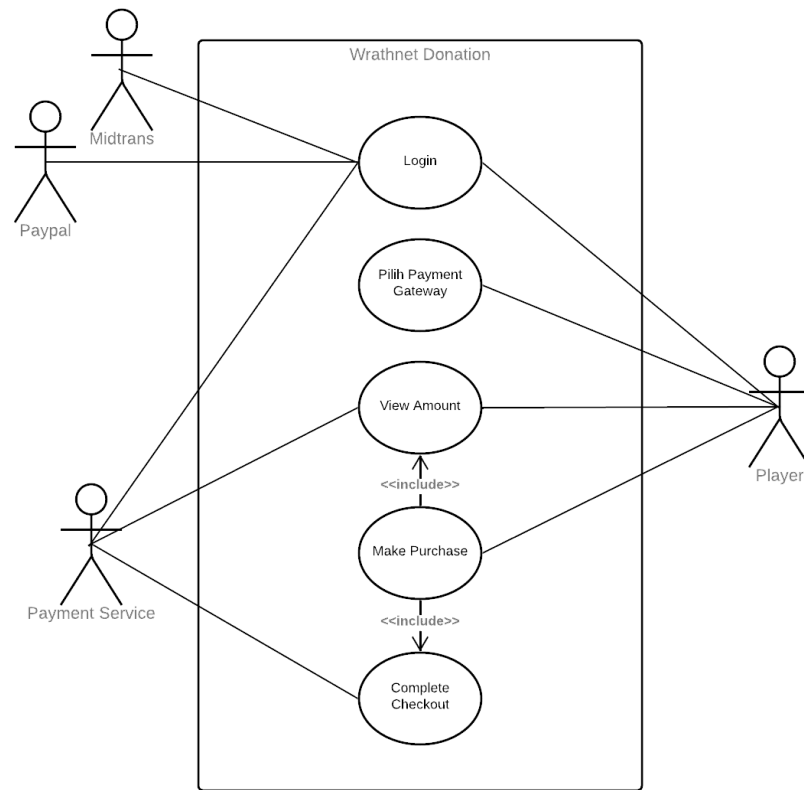 Wrathnet Donation
Midtrans
Login
Paypal
Pilih Payment
Gateway
View Amount
Player
<<include>>
Make Purchase
Payment Service
<<include>>
Complete
Checkout